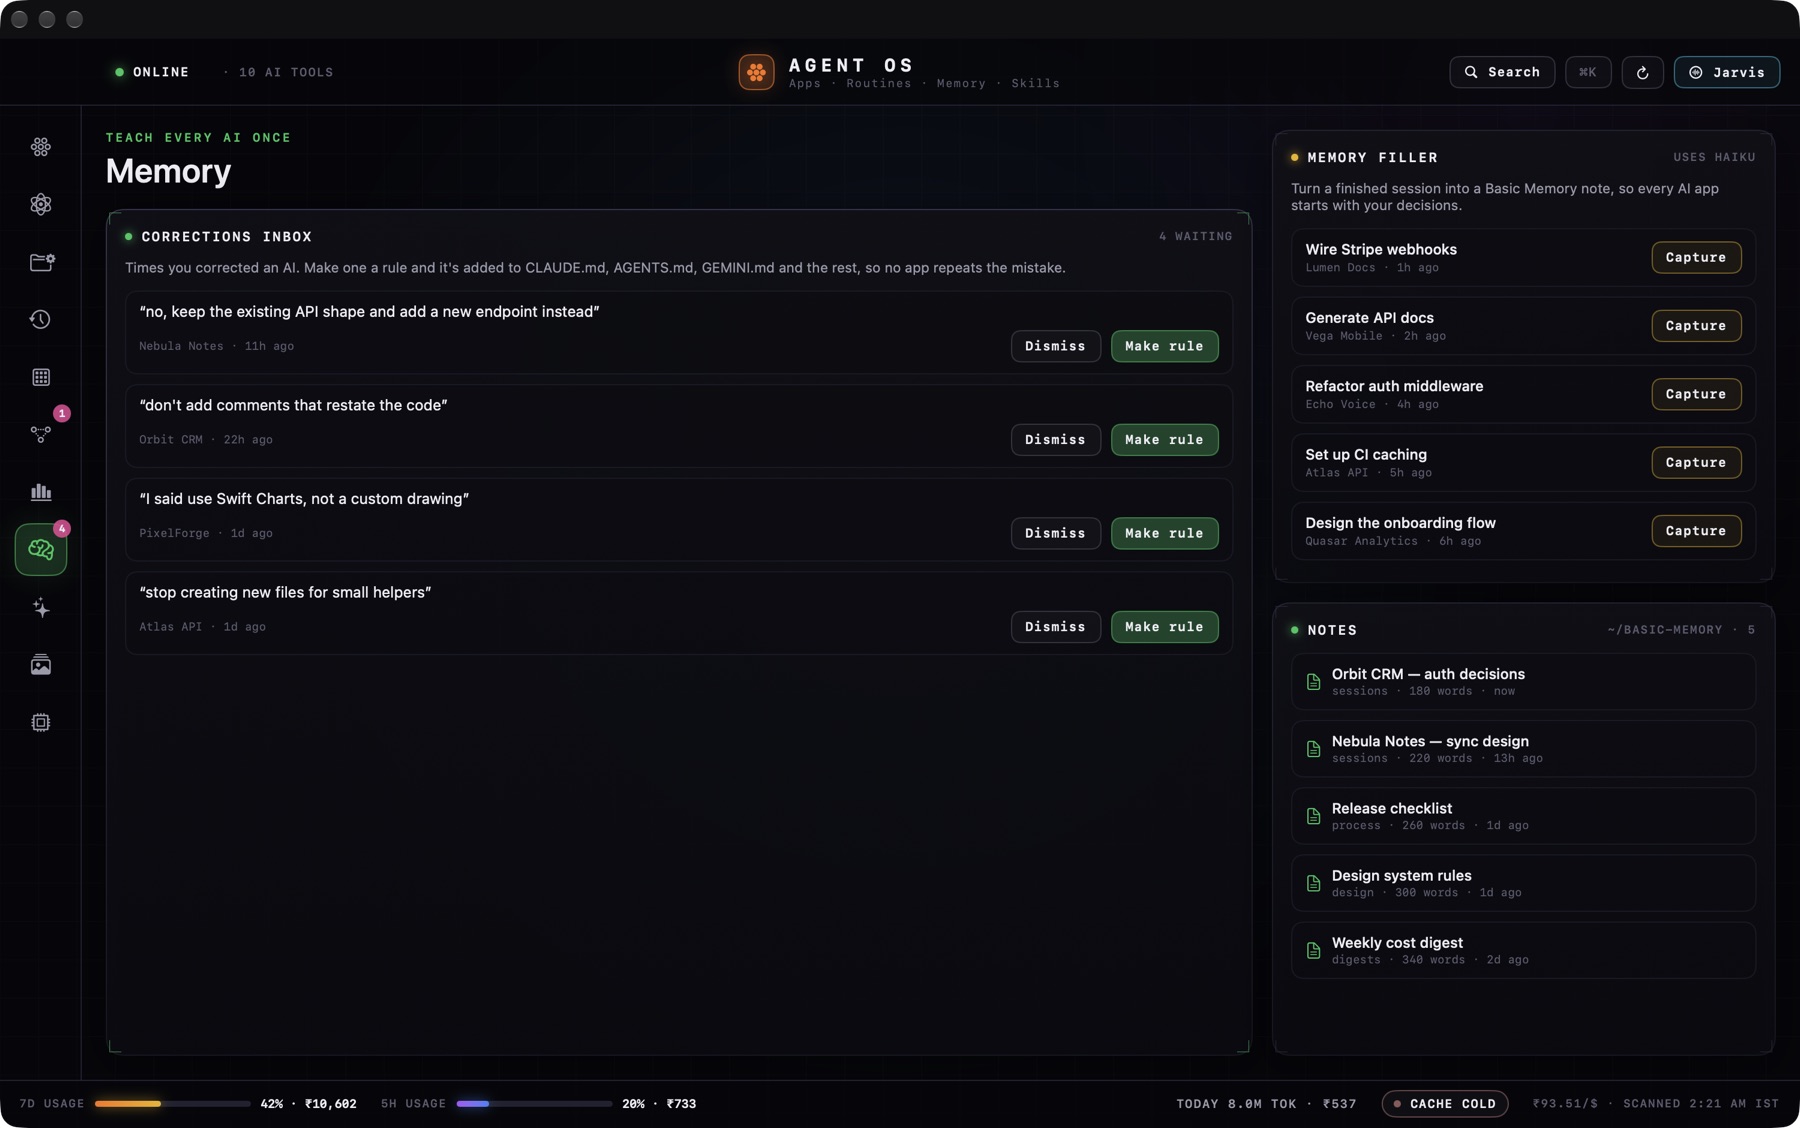 ONLINE · 10 AI TOOLS
AGENT OS
Apps · Routines · Memory · Skills
Search
⌘K
Jarvis
TEACH EVERY AI ONCE
Memory
1
4
CORRECTIONS INBOX
4 WAITING
Times you corrected an AI. Make one a rule and it's added to CLAUDE.md, AGENTS.md, GEMINI.md and the rest, so no app repeats the mistake.
“no, keep the existing API shape and add a new endpoint instead”
Nebula Notes · 11h ago
Dismiss
Make rule
“don't add comments that restate the code”
Orbit CRM · 22h ago
Dismiss
Make rule
“I said use Swift Charts, not a custom drawing”
PixelForge · 1d ago
Dismiss
Make rule
“stop creating new files for small helpers”
Atlas API · 1d ago
Dismiss
Make rule
MEMORY FILLER
USES HAIKU
Turn a finished session into a Basic Memory note, so every AI app
starts with your decisions.
Wire Stripe webhooks
Lumen Docs · 1h ago
Capture
Generate API docs
Vega Mobile · 2h ago
Capture
Refactor auth middleware
Echo Voice · 4h ago
Capture
Set up CI caching
Atlas API · 5h ago
Capture
Design the onboarding flow
Quasar Analytics · 6h ago
Capture
NOTES
~/BASIC-MEMORY · 5
Orbit CRM — auth decisions
sessions · 180 words · now
Nebula Notes — sync design
sessions · 220 words · 13h ago
Release checklist
process · 260 words · 1d ago
Design system rules
design · 300 words · 1d ago
Weekly cost digest
digests · 340 words · 2d ago
7D USAGE
42% · ₹10,602
5H USAGE
20% · ₹733
TODAY 8.0M TOK · ₹537
CACHE COLD
₹93.51/$ · SCANNED 2:21 AM IST